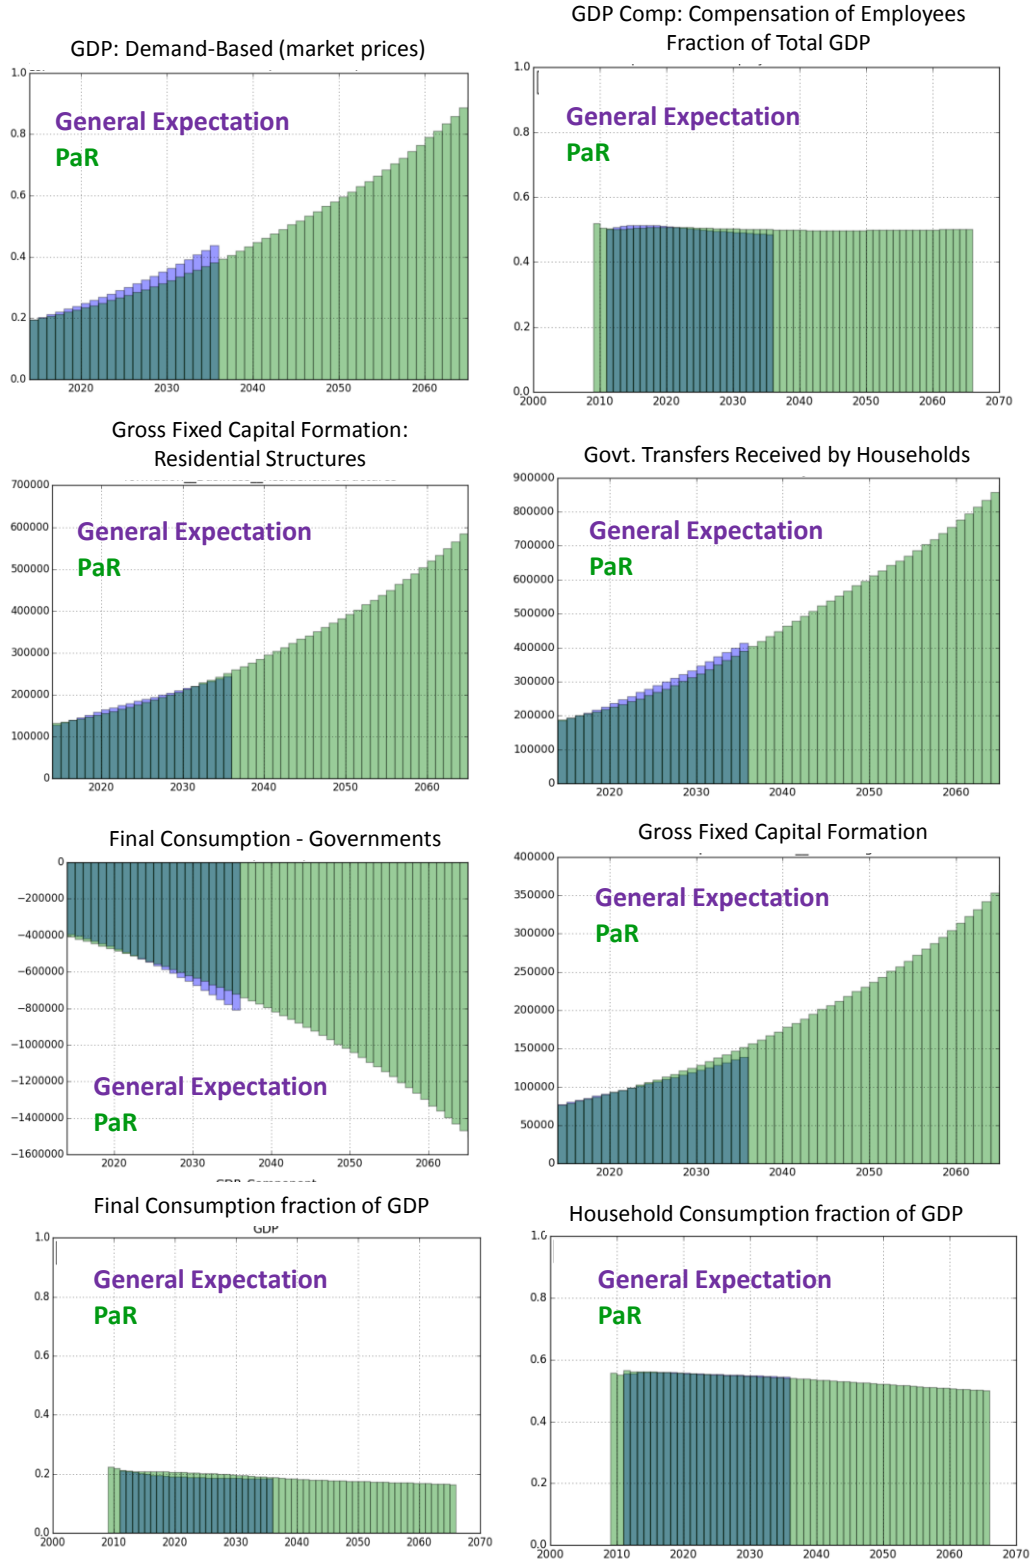 GDP: Demand-Based (market prices)
1.0
0.8
0.6
0.4
0.2
0.0
General Expectation
PaR
2020 2030 2040 2050 2060
GDP Comp: Compensation of Employees
Fraction of Total GDP
1.0
0.8
0.6
0.4
0.2
0.0
General Expectation
PaR
2000 2010 2020 2030 2040 2050 2060 2070
Gross Fixed Capital Formation:
Residential Structures
700000
600000
500000
400000
300000
200000
100000
0
General Expectation
PaR
2020 2030 2040 2050 2060
Govt. Transfers Received by Households
900000
800000
700000
600000
500000
400000
300000
200000
100000
0
General Expectation
PaR
2020 2030 2040 2050 2060
Final Consumption - Governments
0
−200000
−400000
−600000
−800000
−1000000
−1200000
−1400000
−1600000
General Expectation
PaR
2020 2030 2040 2050 2060
Gross Fixed Capital Formation
400000
350000
300000
250000
200000
150000
100000
50000
0
General Expectation
PaR
2020 2030 2040 2050 2060
Final Consumption fraction of GDP
GDP
1.0
0.8
0.6
0.4
0.2
0.0
General Expectation
PaR
2000 2010 2020 2030 2040 2050 2060 2070
Household Consumption fraction of GDP
1.0
0.8
0.6
0.4
0.2
0.0
General Expectation
PaR
2000 2010 2020 2030 2040 2050 2060 2070